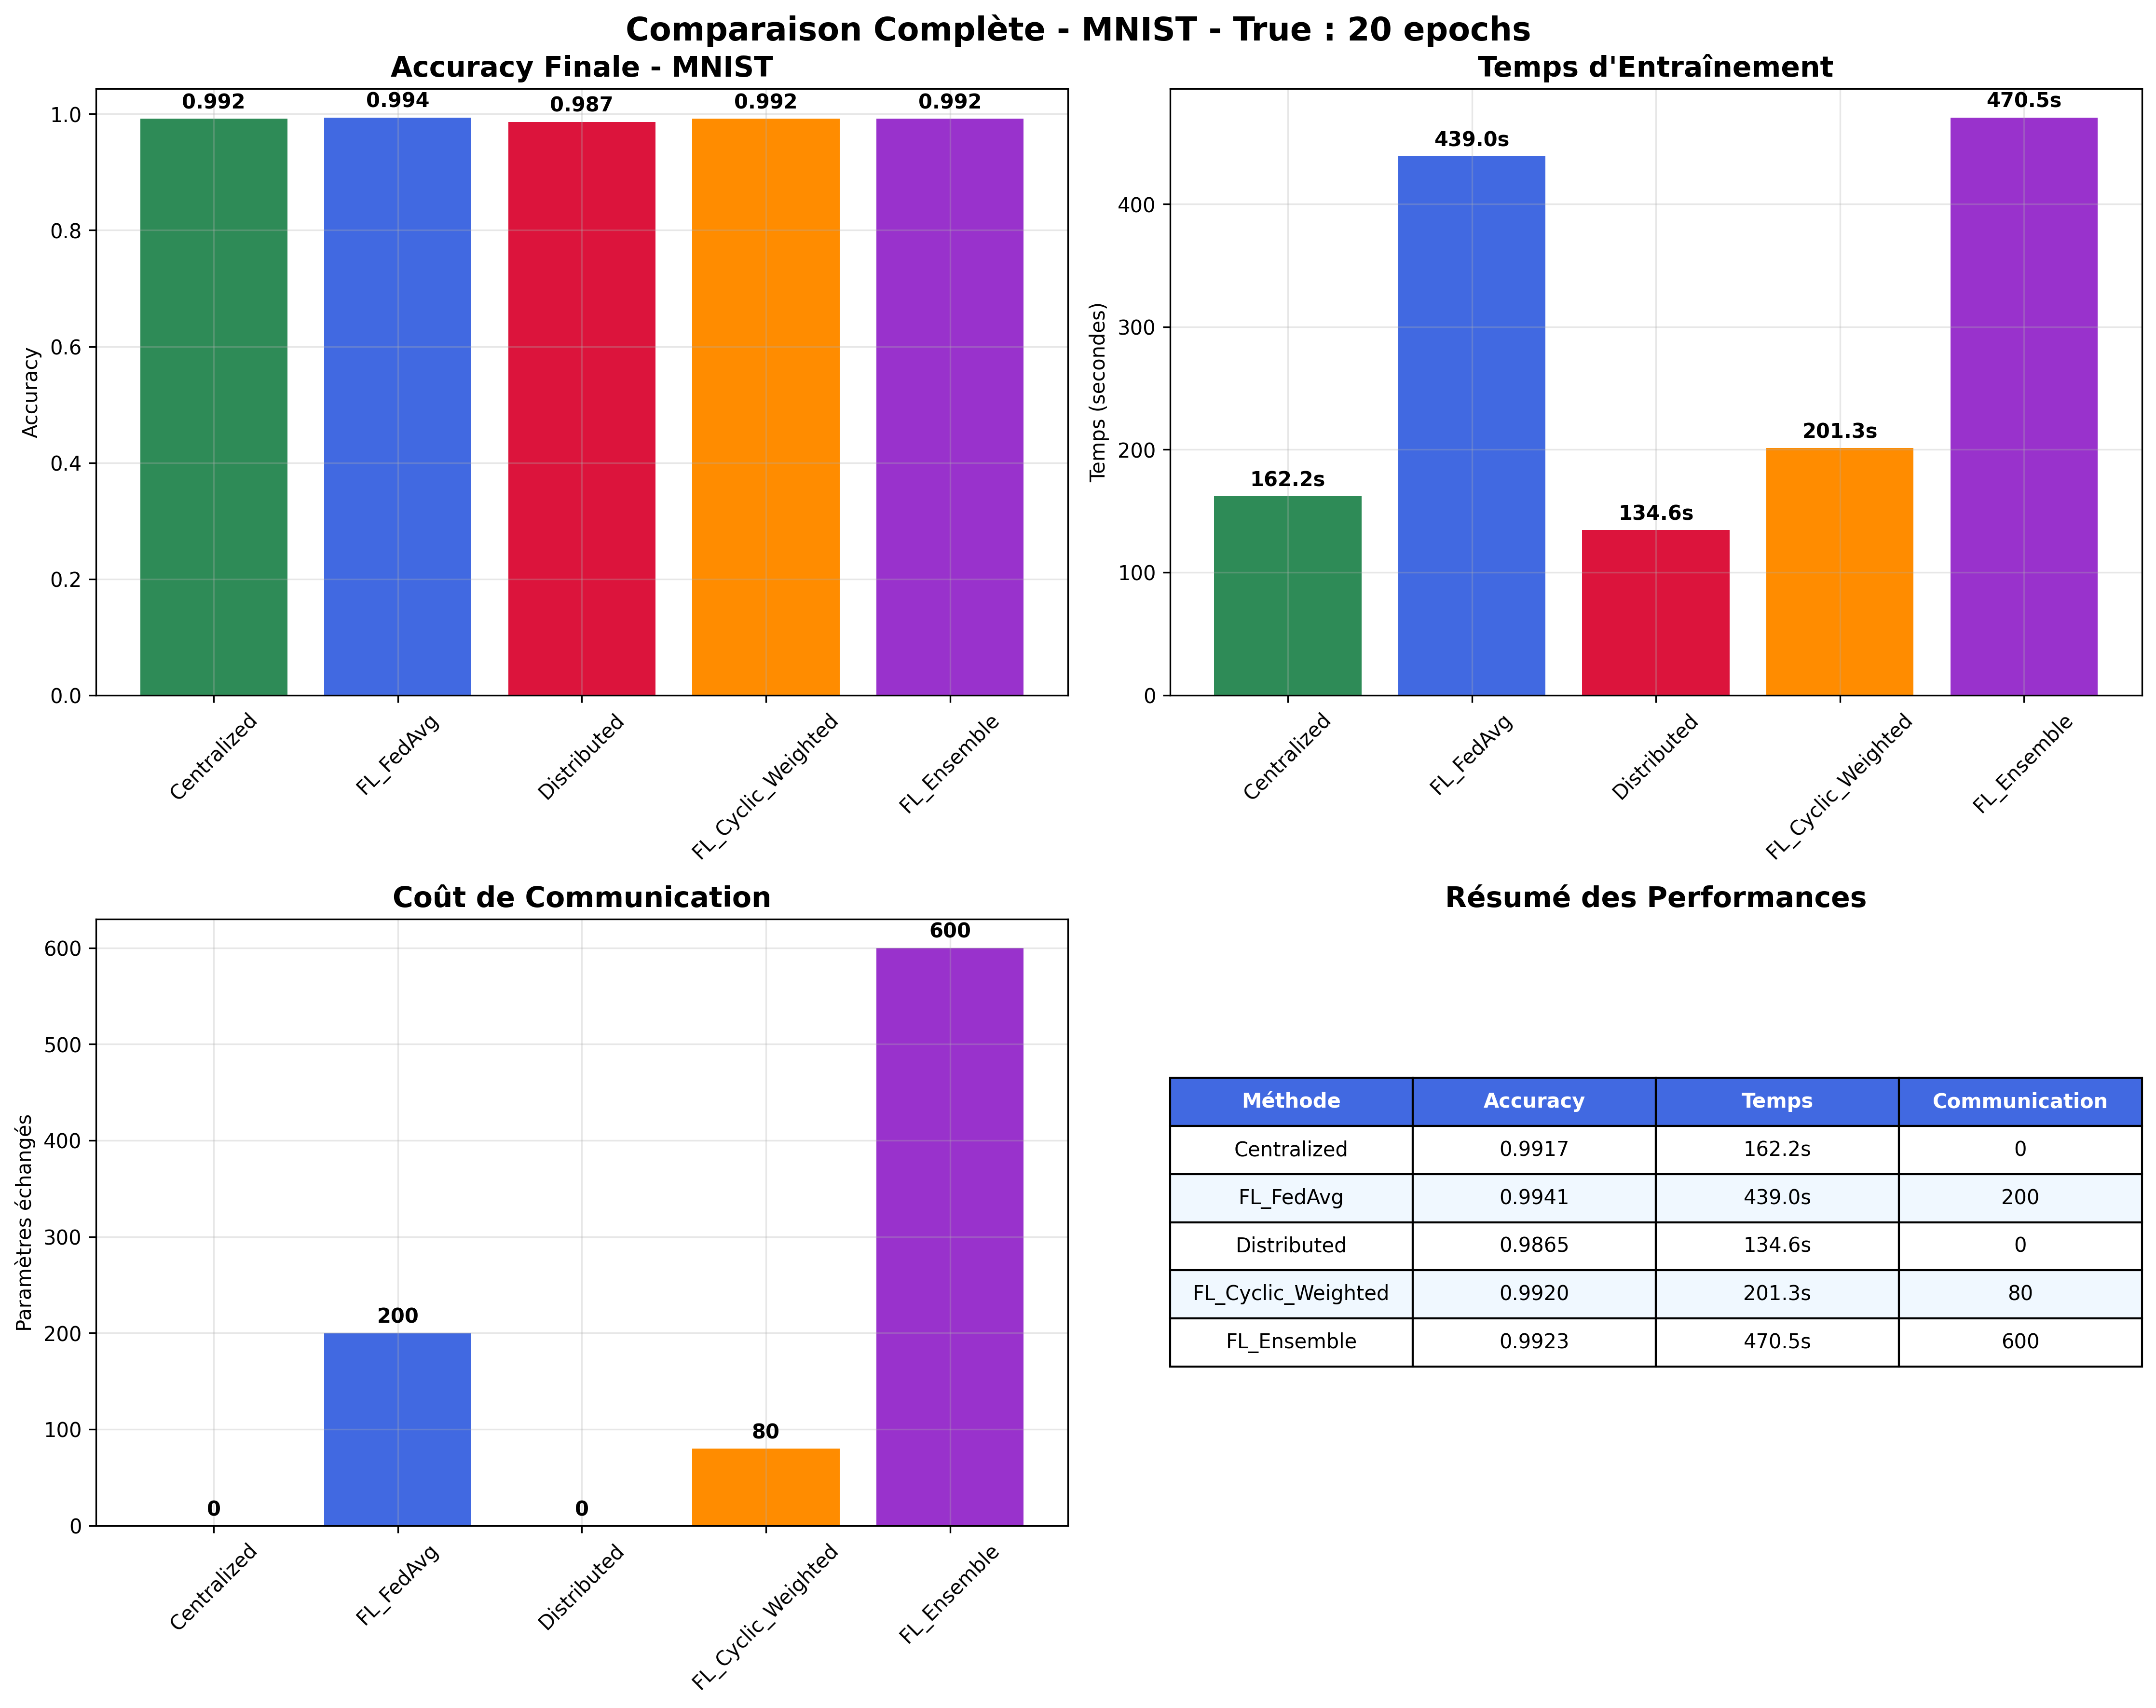 Comparaison Complète - MNIST - True : 20 epochs
Accuracy Finale - MNIST
0.992
0.994
0.987
0.992
0.992
1.0
0.8
0.6
0.4
0.2
0.0
Accuracy
Centralized
FL_FedAvg
Distributed
FL_Cyclic_Weighted
FL_Ensemble
Temps d'Entraînement
162.2s
439.0s
134.6s
201.3s
470.5s
400
300
200
100
0
Temps (secondes)
Centralized
FL_FedAvg
Distributed
FL_Cyclic_Weighted
FL_Ensemble
Coût de Communication
0
200
0
80
600
600
500
400
300
200
100
0
Paramètres échangés
Centralized
FL_FedAvg
Distributed
FL_Cyclic_Weighted
FL_Ensemble
Résumé des Performances
Méthode Accuracy Temps Communication
Centralized 0.9917 162.2s 0
FL_FedAvg 0.9941 439.0s 200
Distributed 0.9865 134.6s 0
FL_Cyclic_Weighted 0.9920 201.3s 80
FL_Ensemble 0.9923 470.5s 600